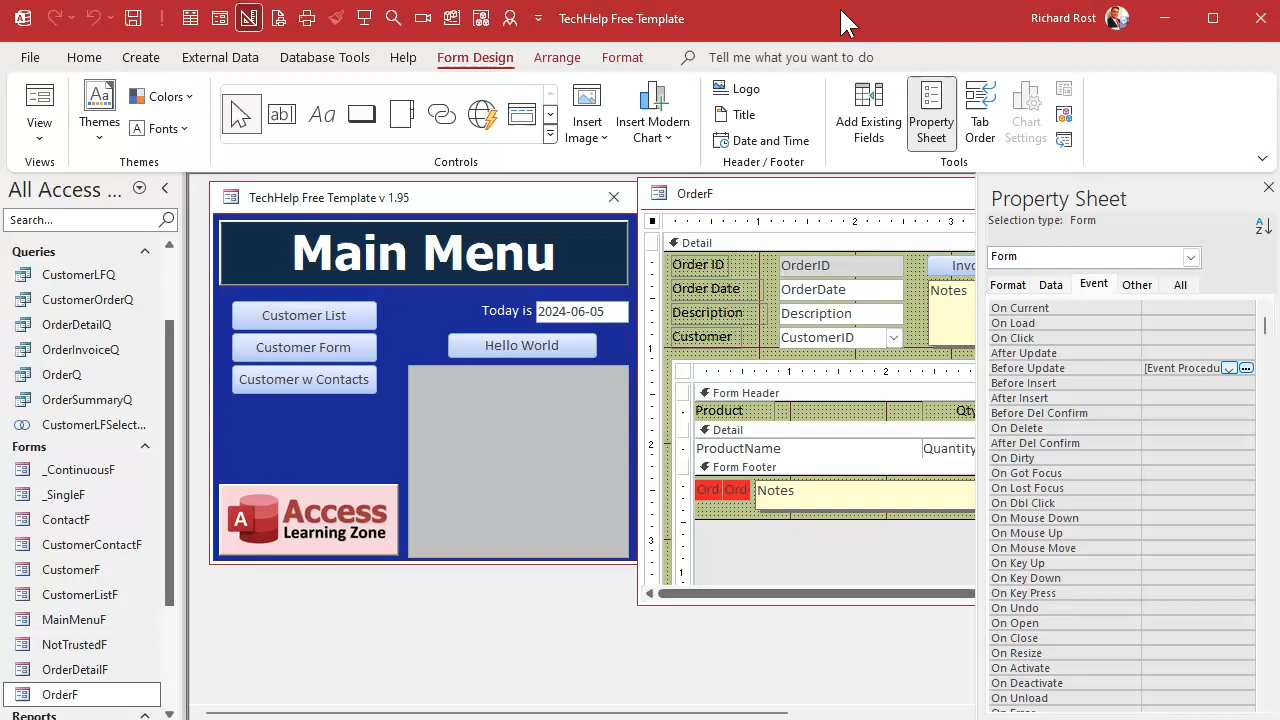 TechHelp Free Template
Richard Rost
File
Home
Create
External Data
Database Tools
Help
Form Design
Arrange
Format
Tell me what you want to do
View
Views
Themes
Colors
Fonts
Themes
Controls
Insert
Image
Insert Modern
Chart
Logo
Title
Date and Time
Header / Footer
Add Existing
Fields
Property
Sheet
Tab
Order
Chart
Settings
Tools
All Access ...
Search...
Queries
CustomerLFQ
CustomerOrderQ
OrderDetailQ
OrderInvoiceQ
OrderQ
OrderSummaryQ
CustomerLFSelect...
Forms
_ContinuousF
_SingleF
ContactF
CustomerContactF
CustomerF
CustomerListF
MainMenuF
NotTrustedF
OrderDetailF
OrderF
Reports
TechHelp Free Template v 1.95
Main Menu
Customer List
Customer Form
Customer w Contacts
Today is 2024-06-05
Hello World
A
Access
Learning Zone
OrderF
1 2 3
Detail
Order ID OrderID Invo
Order Date OrderDate Notes
Description Description
Customer CustomerID
1
1 2
Form Header
Product Qty
Detail
2
ProductName Quantity
Form Footer
Ord Ord Notes
3
1
Property Sheet
Selection type: Form
Form
Format Data Event Other All
On Current
On Load
On Click
After Update
Before Update [Event Procedu
Before Insert
After Insert
Before Del Confirm
On Delete
After Del Confirm
On Dirty
On Got Focus
On Lost Focus
On Dbl Click
On Mouse Down
On Mouse Up
On Mouse Move
On Key Up
On Key Down
On Key Press
On Undo
On Open
On Close
On Resize
On Activate
On Deactivate
On Unload